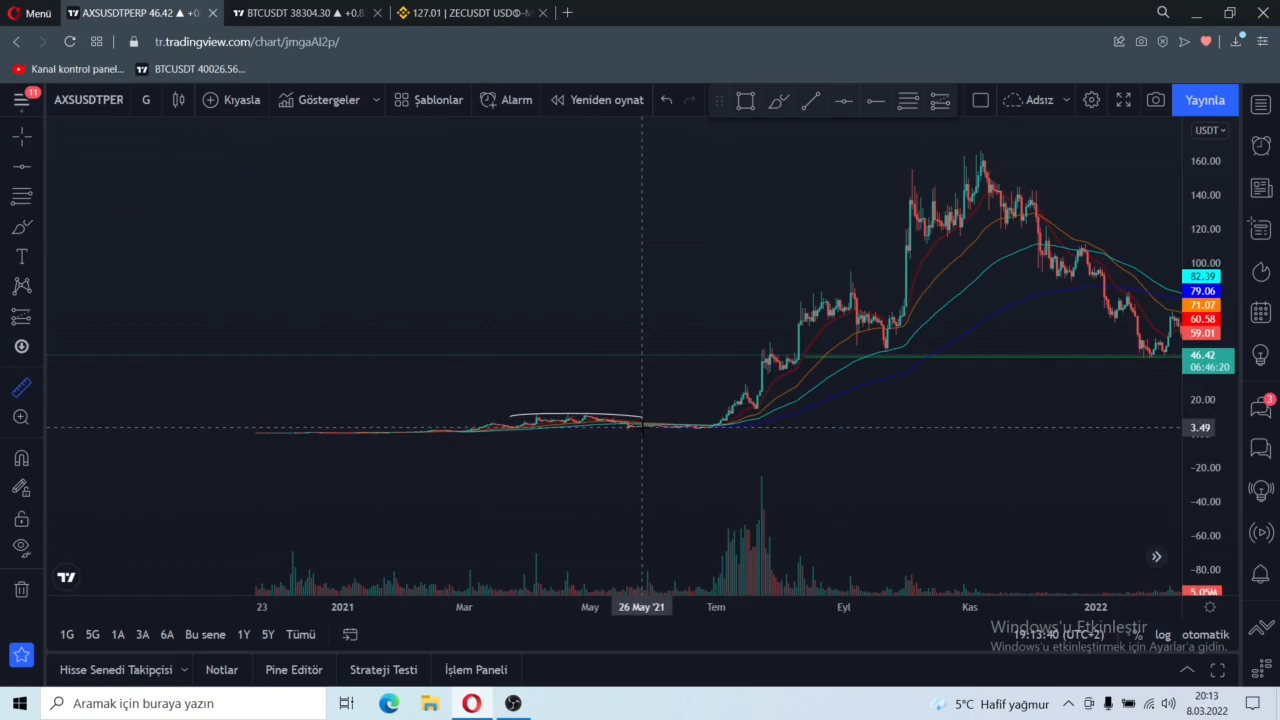 Menü
AXSUSDTPERP 46.42 ▲ +0.
BTCUSDT 38304.30 ▲ +0.8
127.01 | ZECUSDT USDⓈ-M
tr.tradingview.com/chart/jmgaAI2p/
Kanal kontrol panel...
BTCUSDT 40026.56...
11
AXSUSDTPER
G
Kıyasla
Göstergeler
Şablonlar
Alarm
Yeniden oynat
Adsız
Yayınla
USDT
160.00
140.00
120.00
100.00
82.39
79.06
71.07
60.58
59.01
46.42
06:46:20
20.00
3.49
-20.00
-40.00
-60.00
-80.00
5.05M
3
23
2021
Mar
May
26 May '21
Tem
Eyl
Kas
2022
1G
5G
1A
3A
6A
Bu sene
1Y
5Y
Tümü
19:13:40 (UTC+2)
%
log
otomatik
Windows'u Etkinleştir
Windows'u etkinleştirmek için Ayarlar'a gidin.
Hisse Senedi Takipçisi
Notlar
Pine Editör
Strateji Testi
İşlem Paneli
Aramak için buraya yazın
5°C Hafif yağmur
20:13
8.03.2022